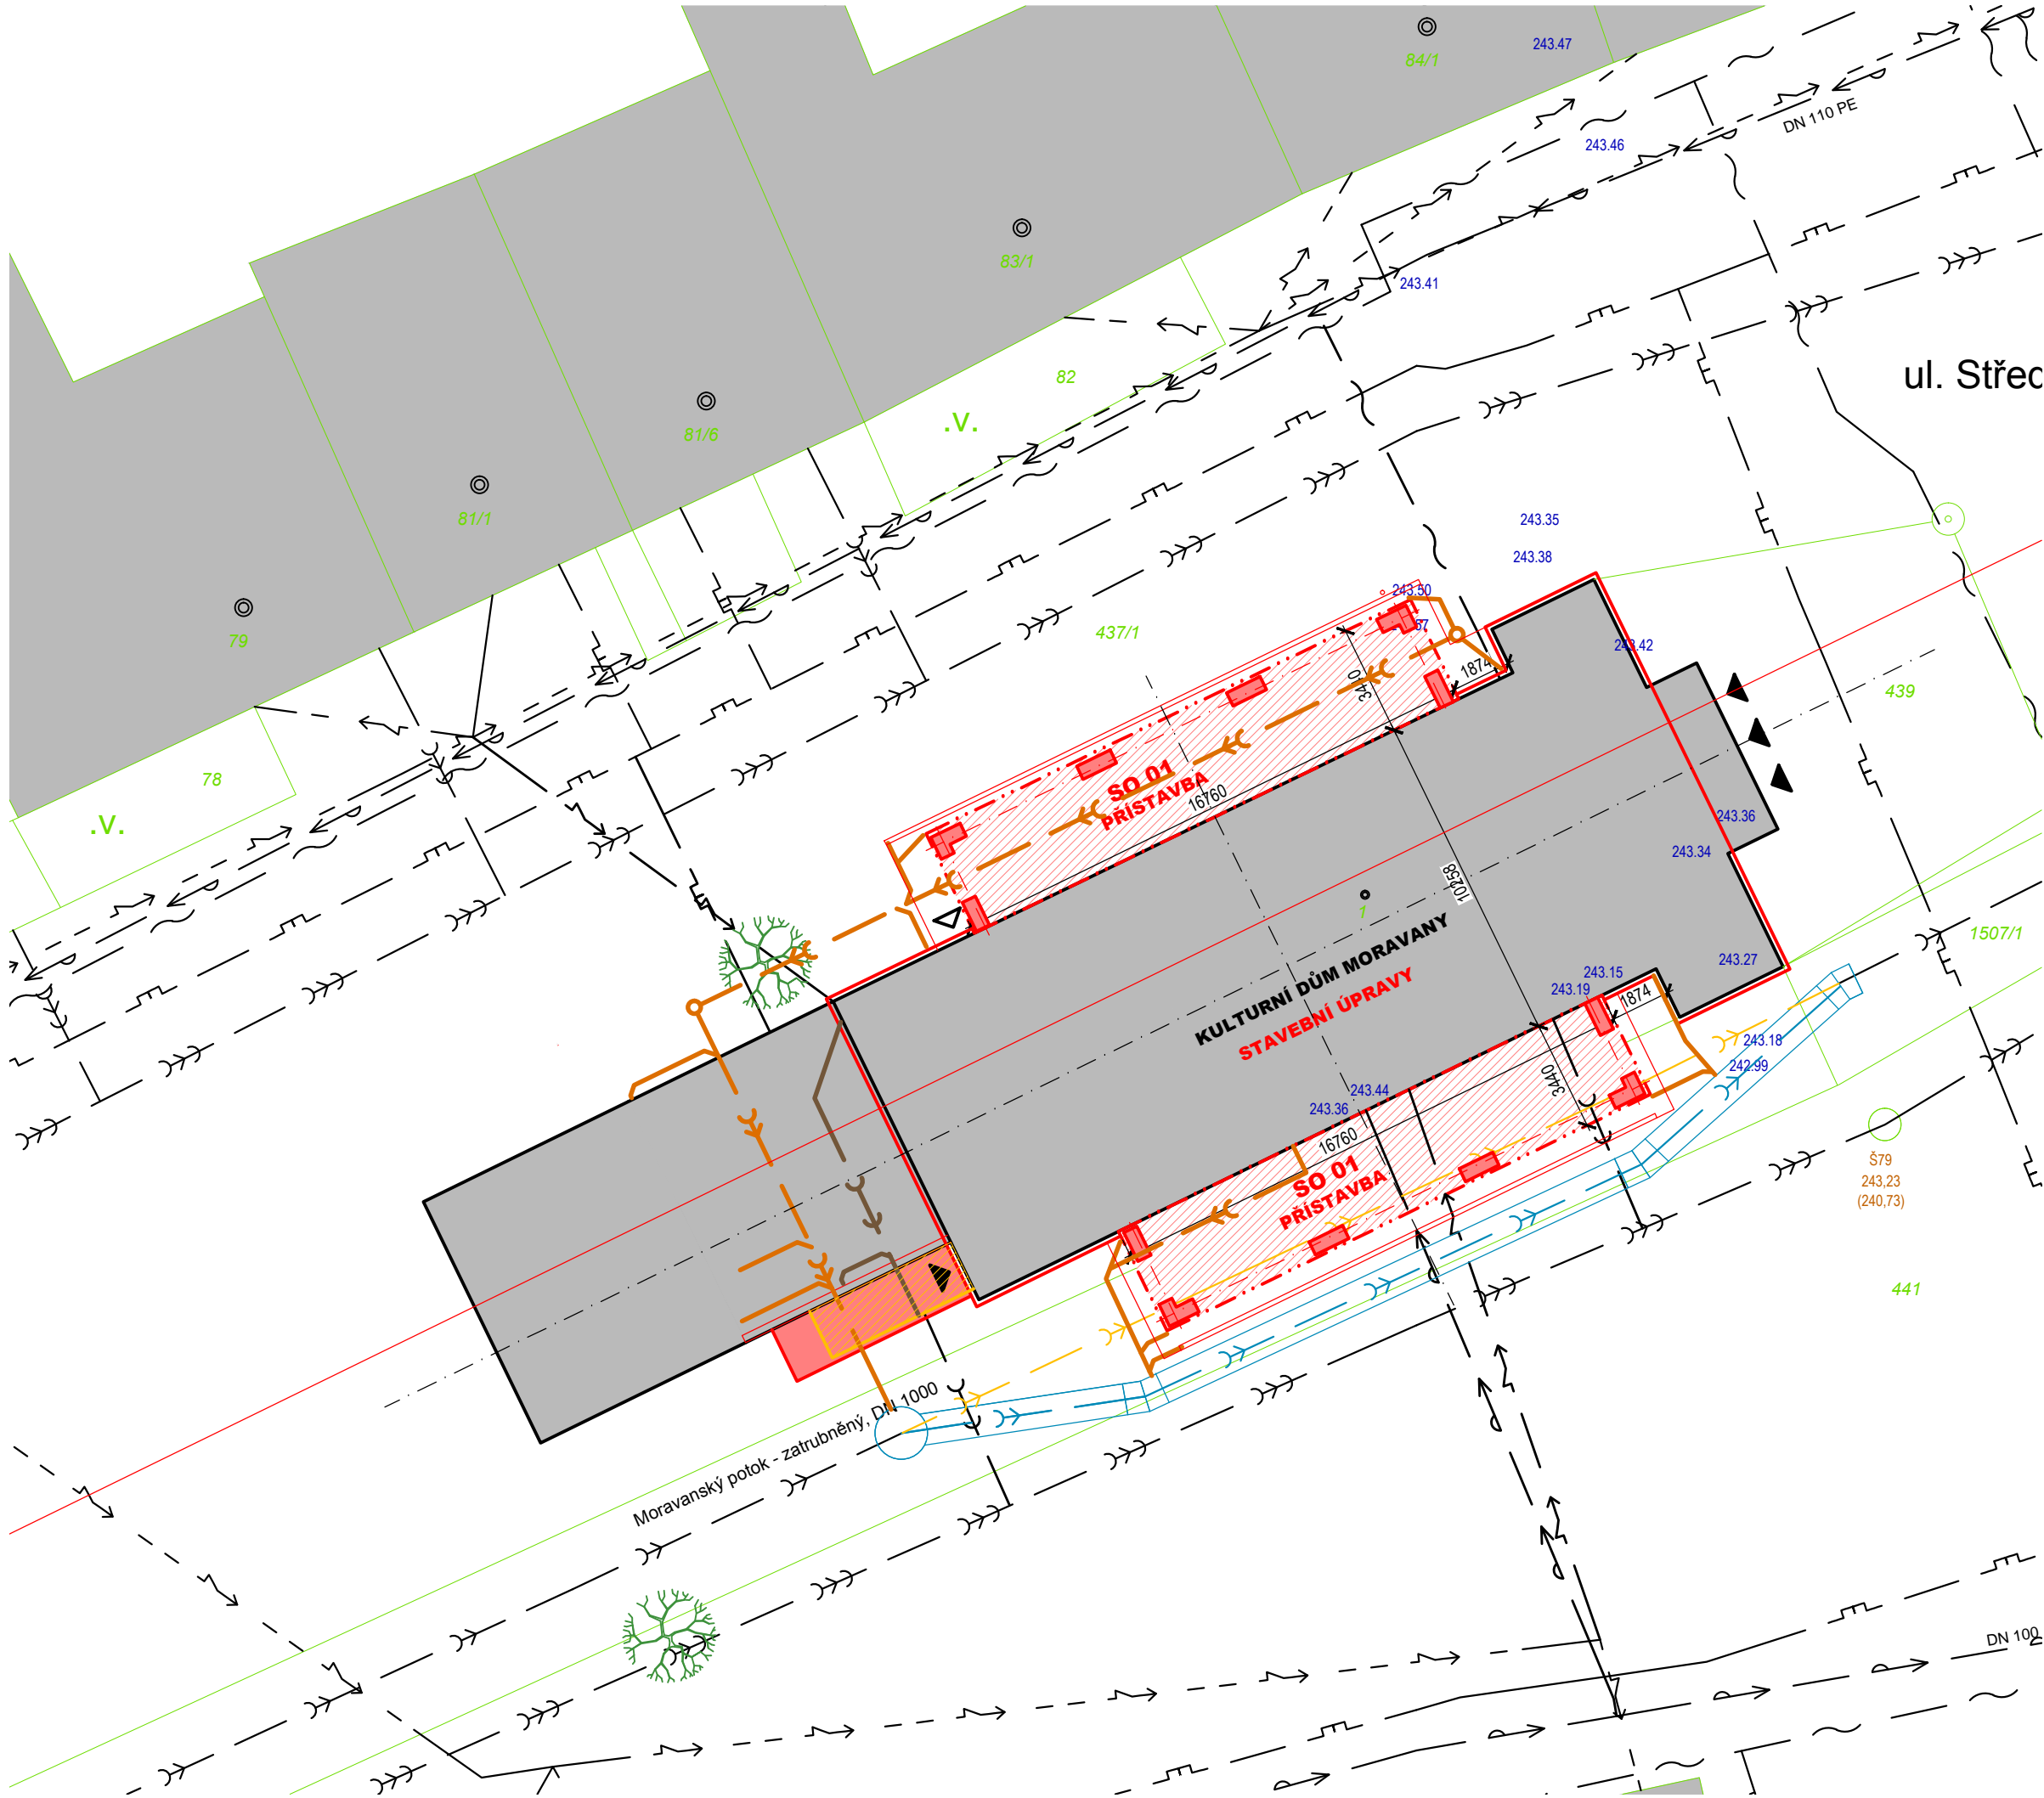 243.47
84/1
DN 110 PE
243.46
83/1
243.41
82
ul. Střed
.v.
81/6
81/1
243.35
243.38
243.50
79
437/1
243.42
1874
3440
439
78
SO 01
PŘÍSTAVBA
16760
.v.
243.36
243.34
10258
1
KULTURNÍ DŮM MORAVANY
STAVEBNÍ ÚPRAVY
1507/1
243.27
243.15
243.19
1874
243.18
242.99
3440
243.44
243.36
16760
SO 01
PŘÍSTAVBA
Š79
243,23
(240,73)
441
Moravanský potok - zatrubněný, DN 1000
DN 100